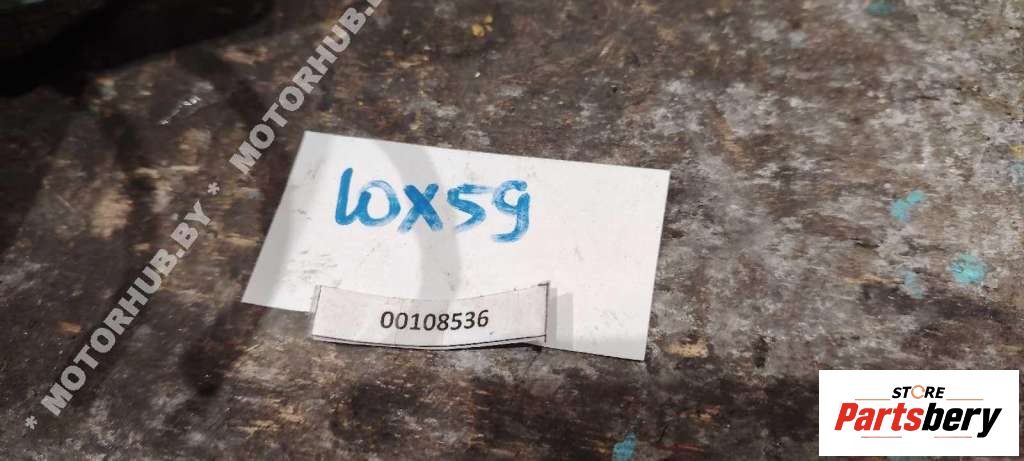 * MOTORHUB.BY * MOTORHUB.BY
10X59
00108536
STORE
Partsbery